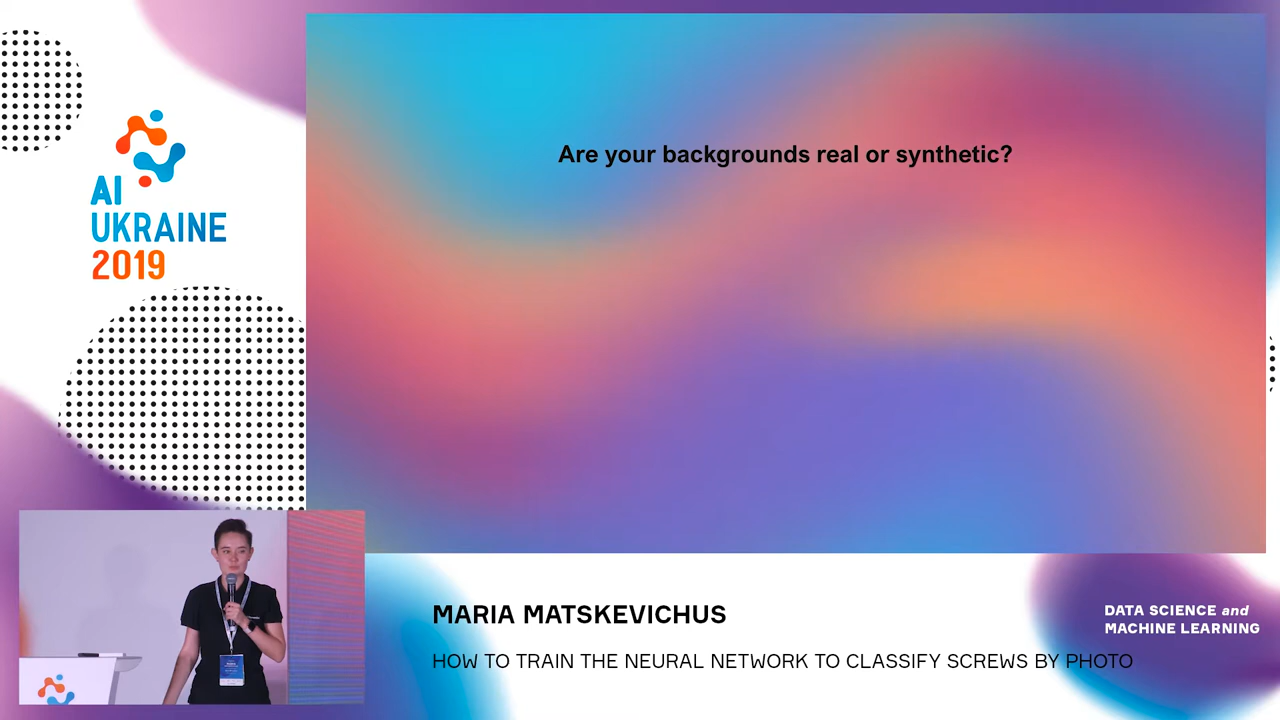 Are your backgrounds real or synthetic?
AI
UKRAINE
2019
MARIA MATSKEVICHUS
HOW TO TRAIN THE NEURAL NETWORK TO CLASSIFY SCREWS BY PHOTO
DATA SCIENCE and
MACHINE LEARNING